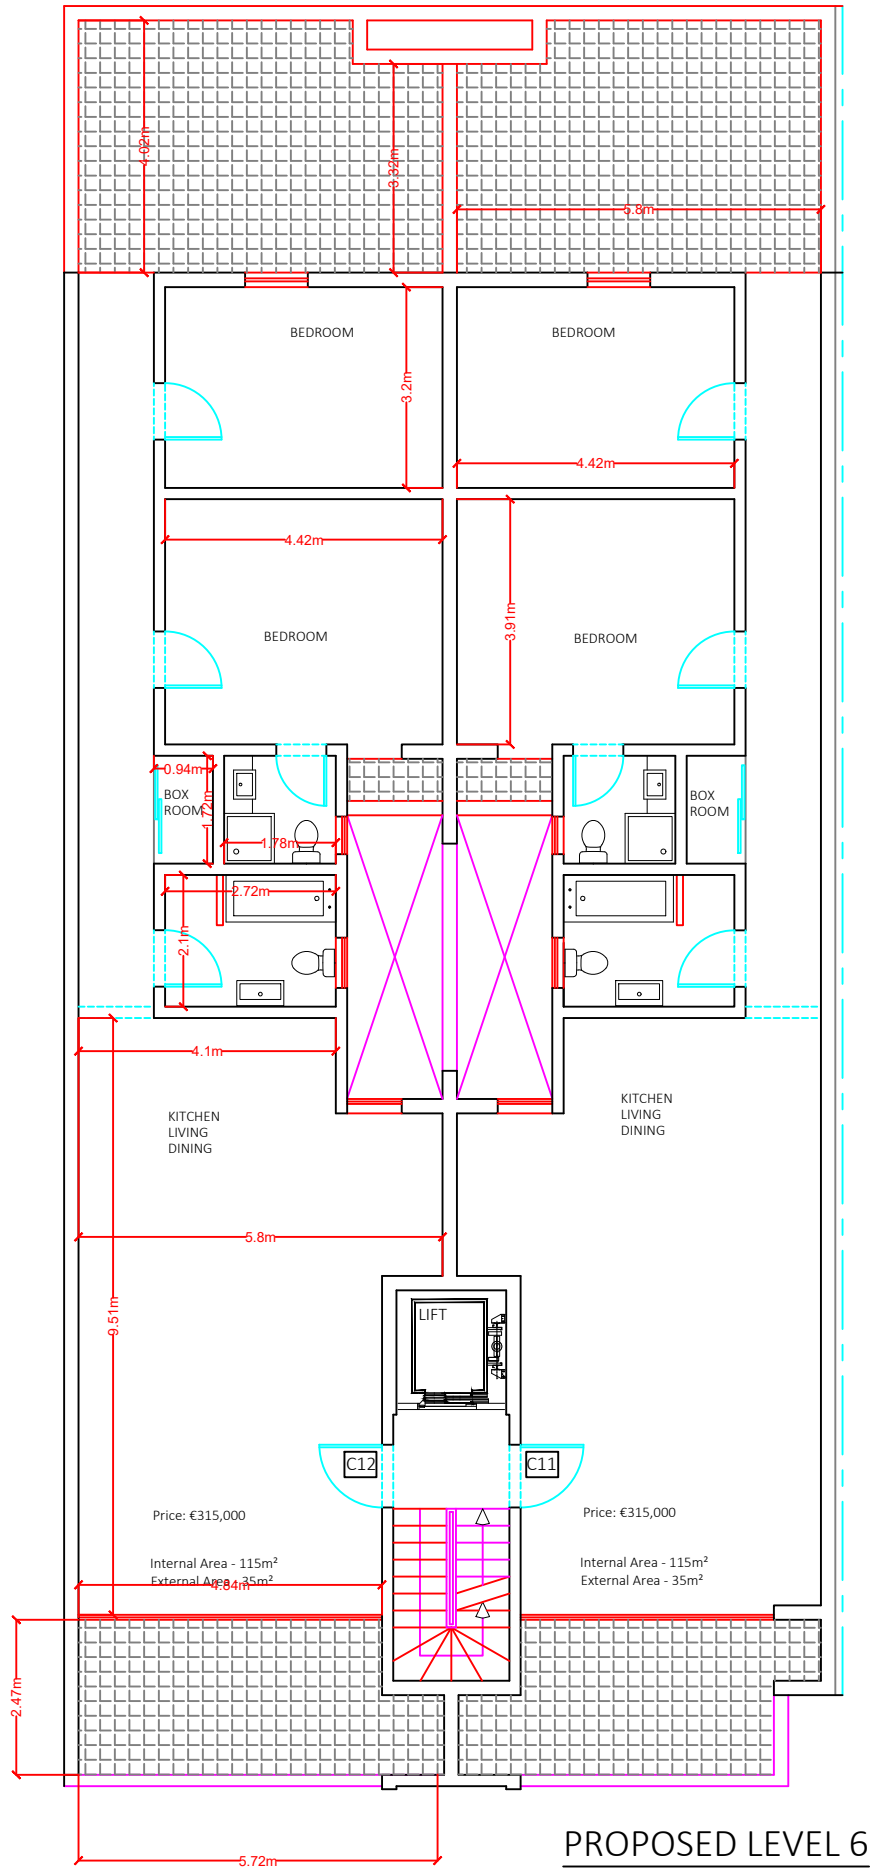 4.02m
3.32m
5.8m
BEDROOM
BEDROOM
3.2m
4.42m
4.42m
3.91m
BEDROOM
BEDROOM
0.94m
BOX
ROOM
1.72m
BOX
ROOM
1.78m
2.72m
2.1m
4.1m
KITCHEN
LIVING
DINING
KITCHEN
LIVING
DINING
5.8m
9.51m
LIFT
C12
C11
Price: €315,000
Price: €315,000
Internal Area - 115m²
External Area - 35m²
Internal Area - 115m²
External Area - 35m²
4.84m
2.47m
5.72m
PROPOSED LEVEL 6